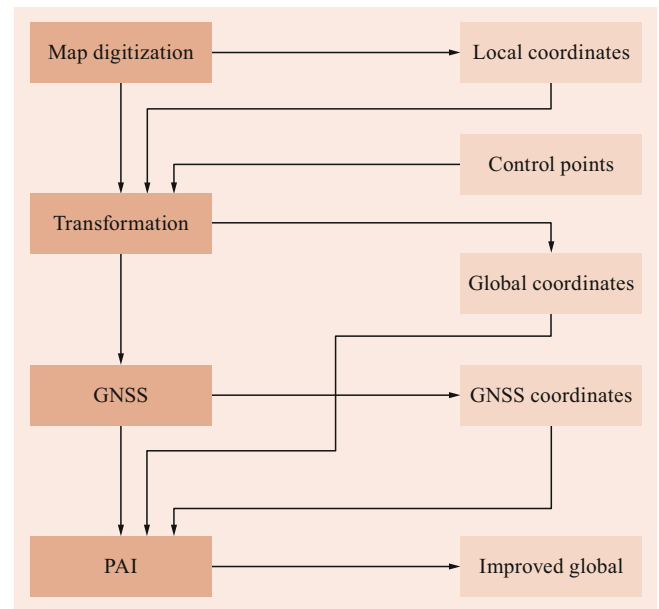 Map digitization
Local coordinates
Control points
Transformation
Global coordinates
GNSS
GNSS coordinates
PAI
Improved global